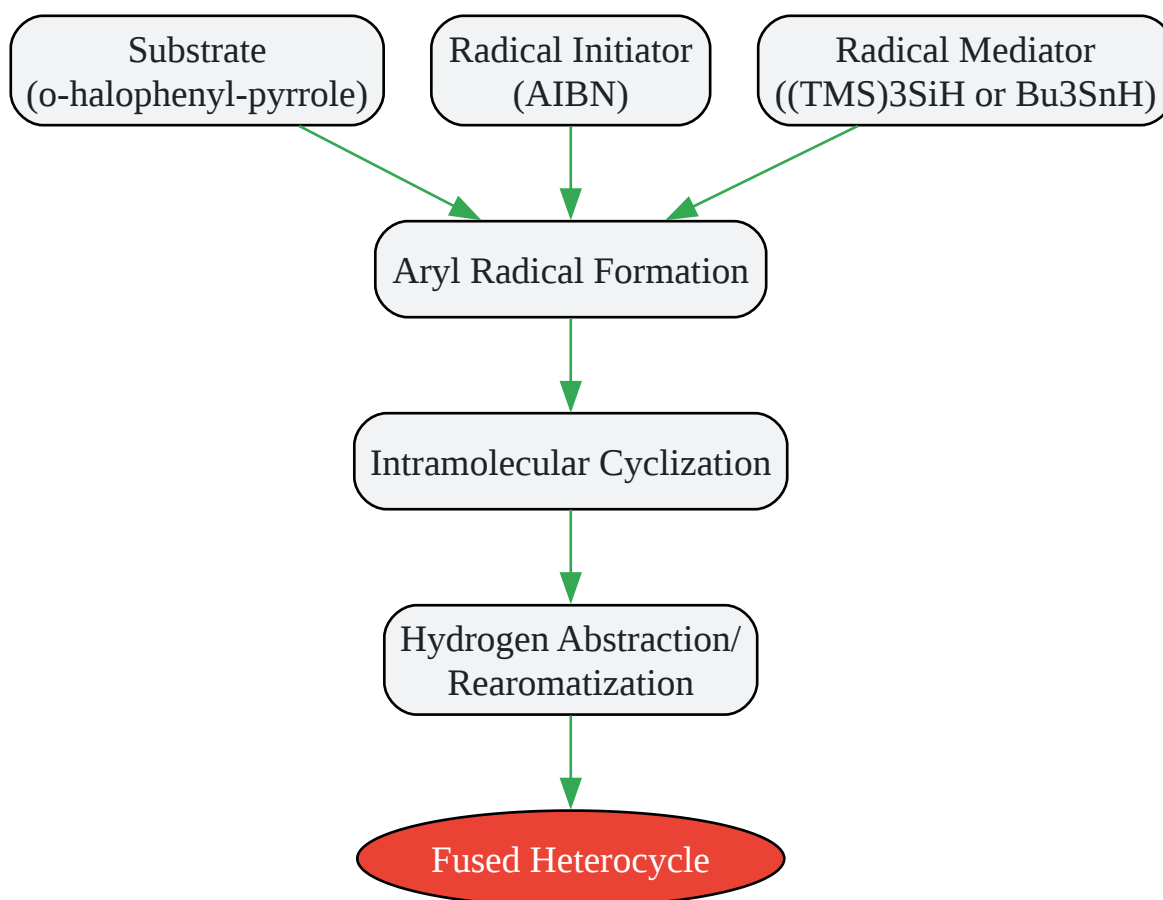 Substrate
(o-halophenyl-pyrrole)
Radical Initiator
(AIBN)
Radical Mediator
((TMS)3SiH or Bu3SnH)
Aryl Radical Formation
Intramolecular Cyclization
Hydrogen Abstraction/
Rearomatization
Fused Heterocycle